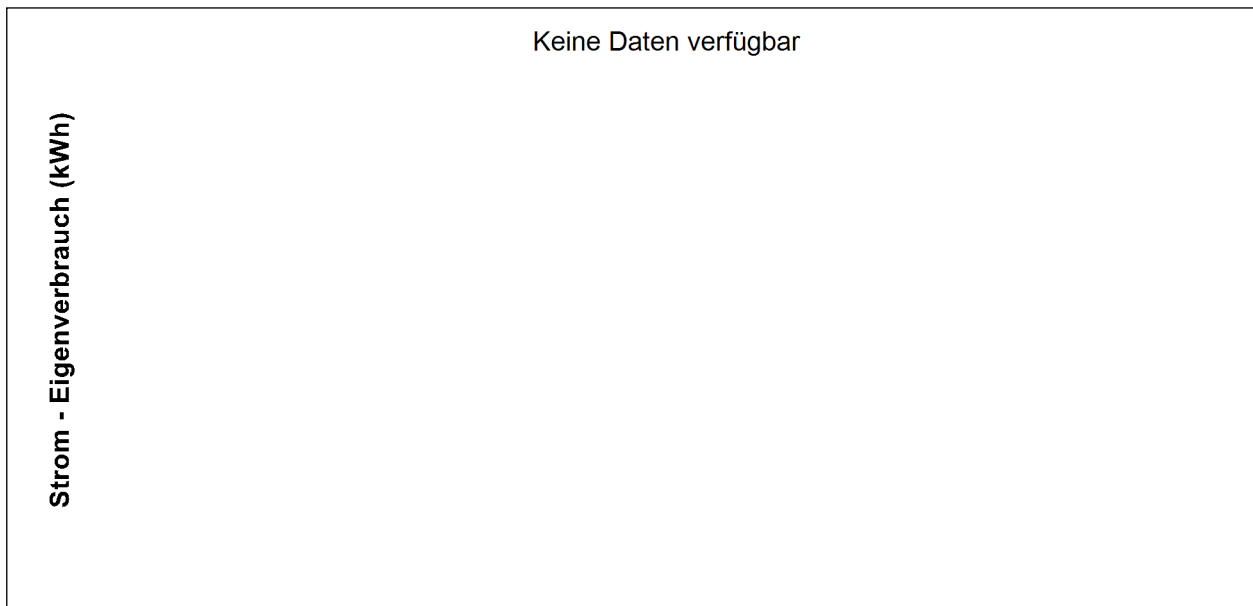 Keine Daten verfügbar
Strom - Eigenverbrauch (kWh)